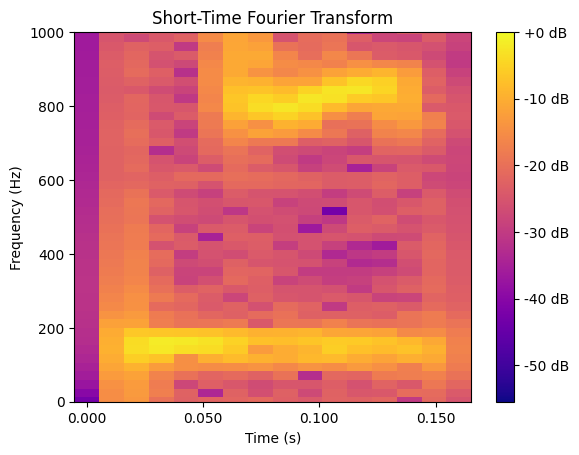 Short-Time Fourier Transform
1000
800
600
400
200
0
Frequency (Hz)
0.000
0.050
0.100
0.150
Time (s)
+0 dB
-10 dB
-20 dB
-30 dB
-40 dB
-50 dB